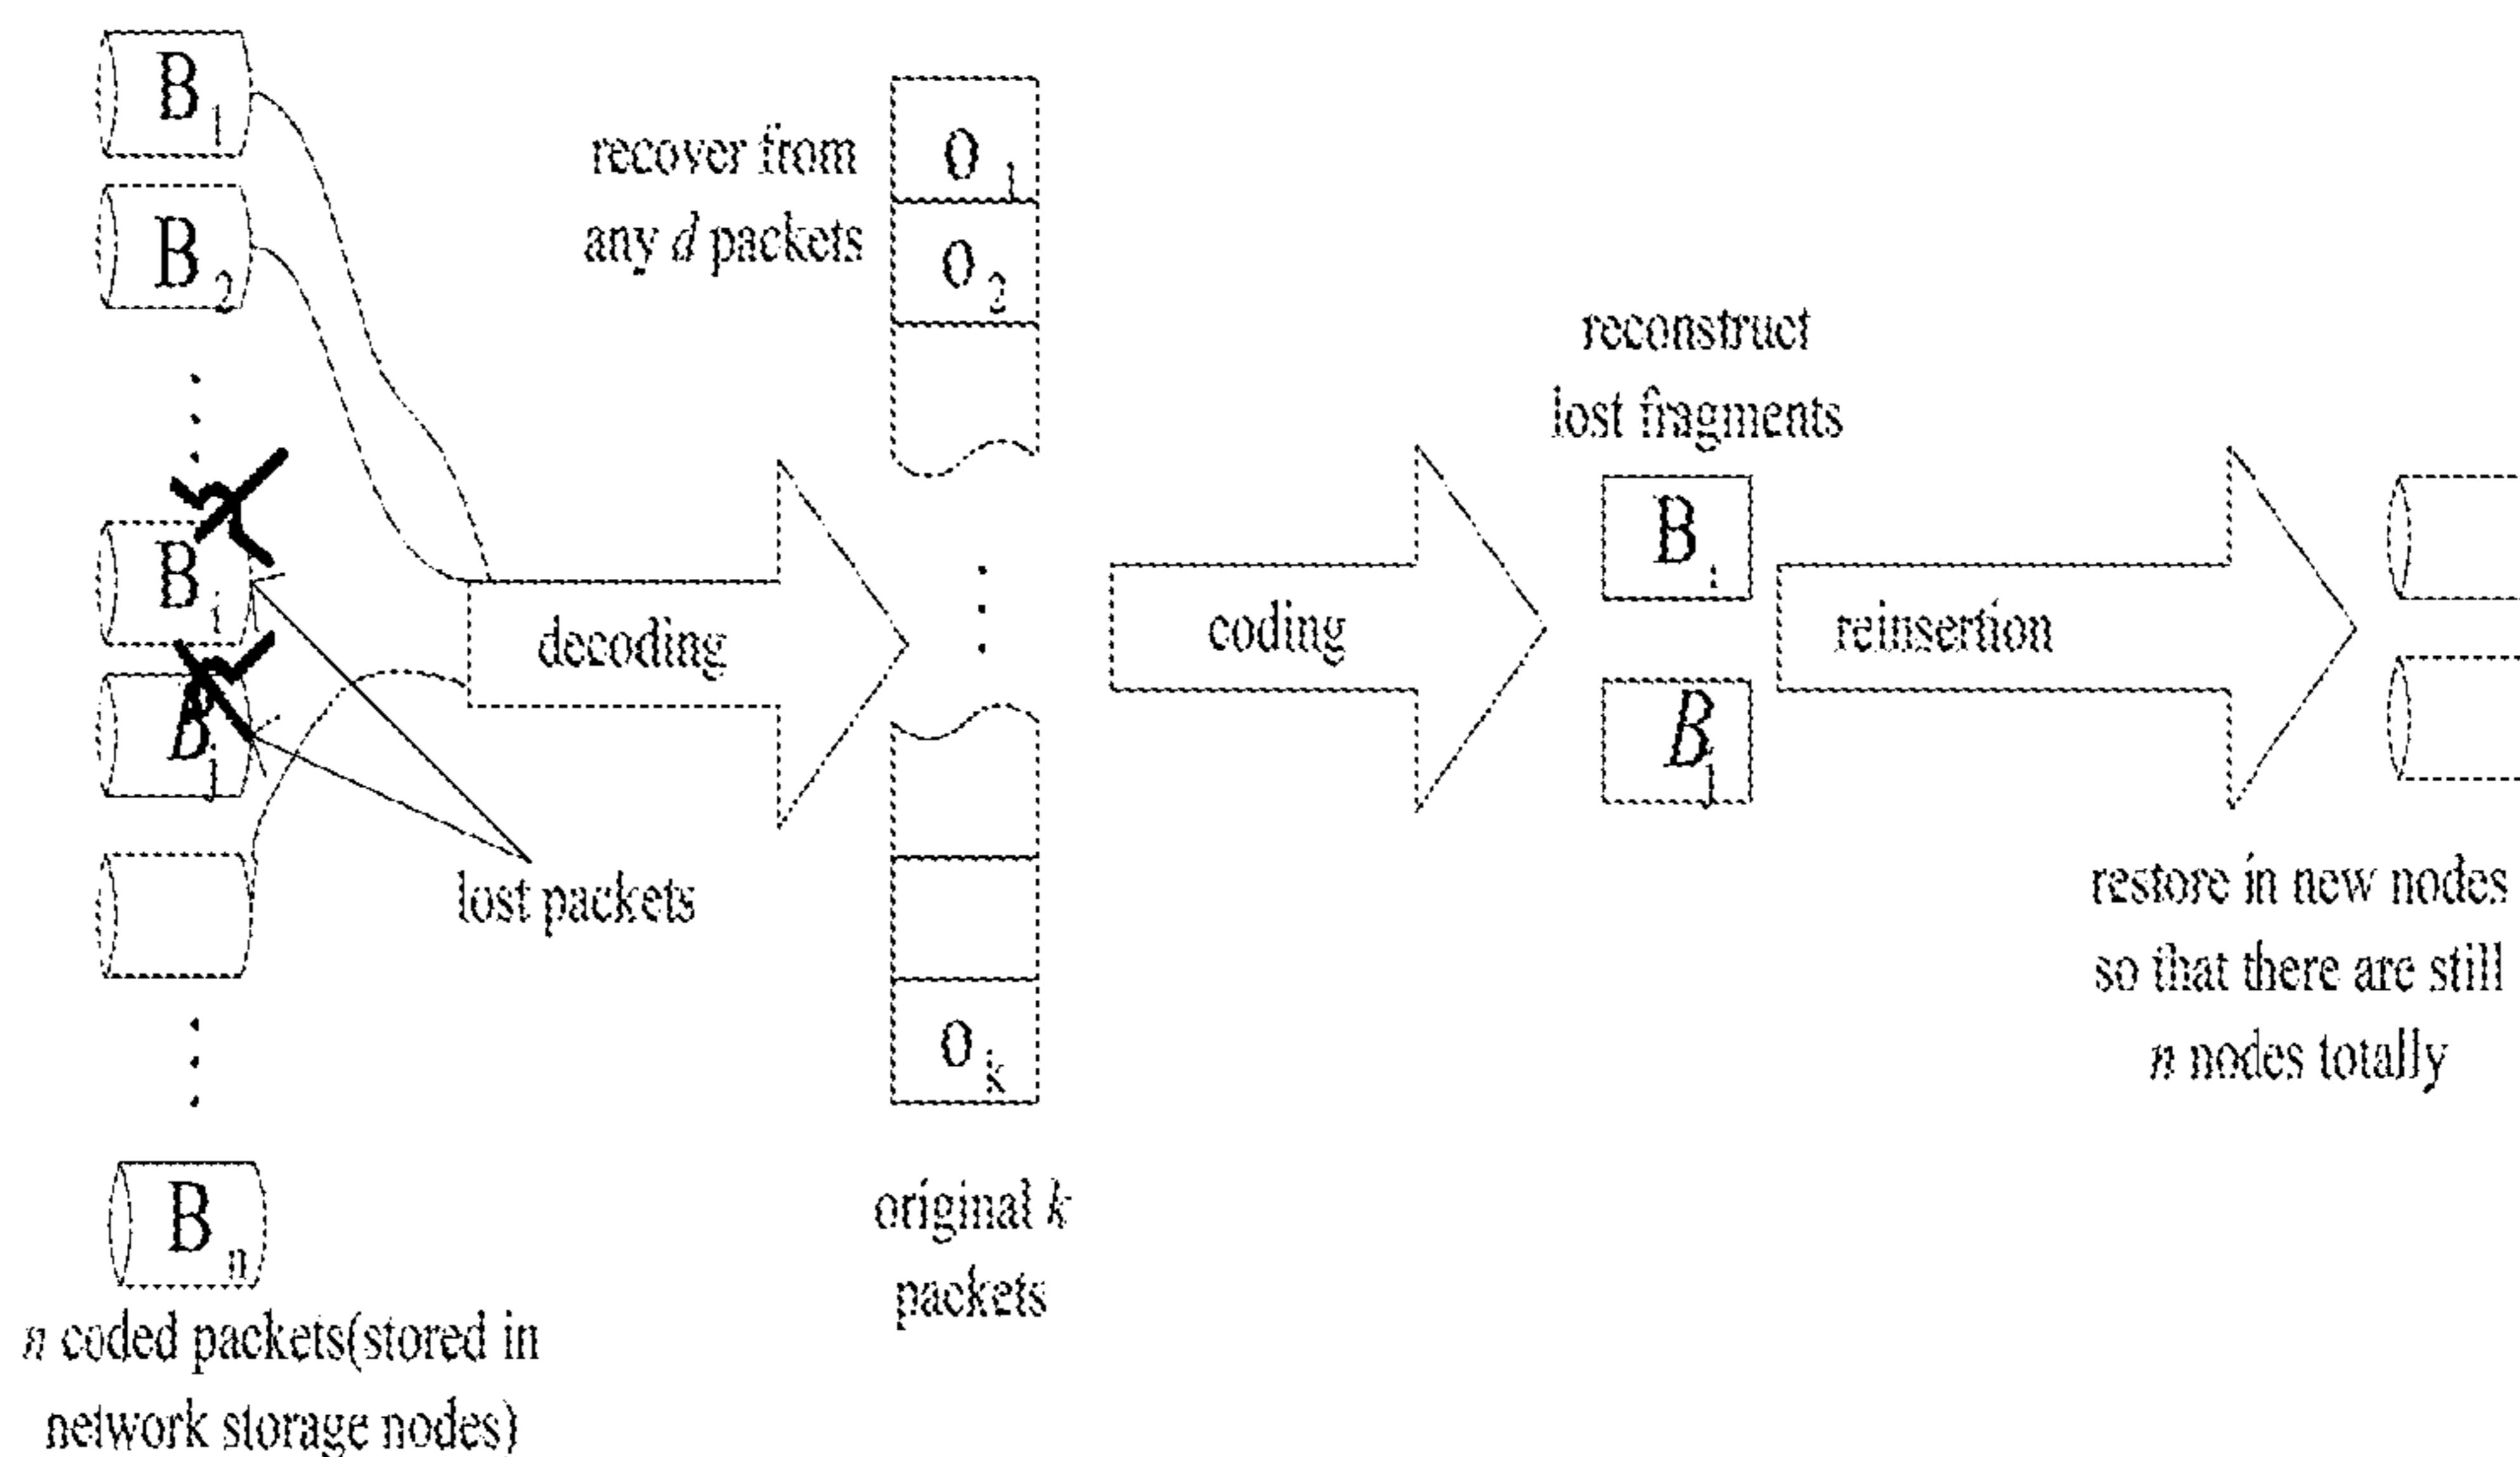 B1
B2
Bi
Bj
Bn
n coded packets(stored in
network storage nodes)
lost packets
decoding
recover from
any d packets
O1
O2
Ok
original k
packets
coding
reconstruct
lost fragments
Bi
Bj
reinsertion
restore in new nodes
so that there are still
n nodes totally